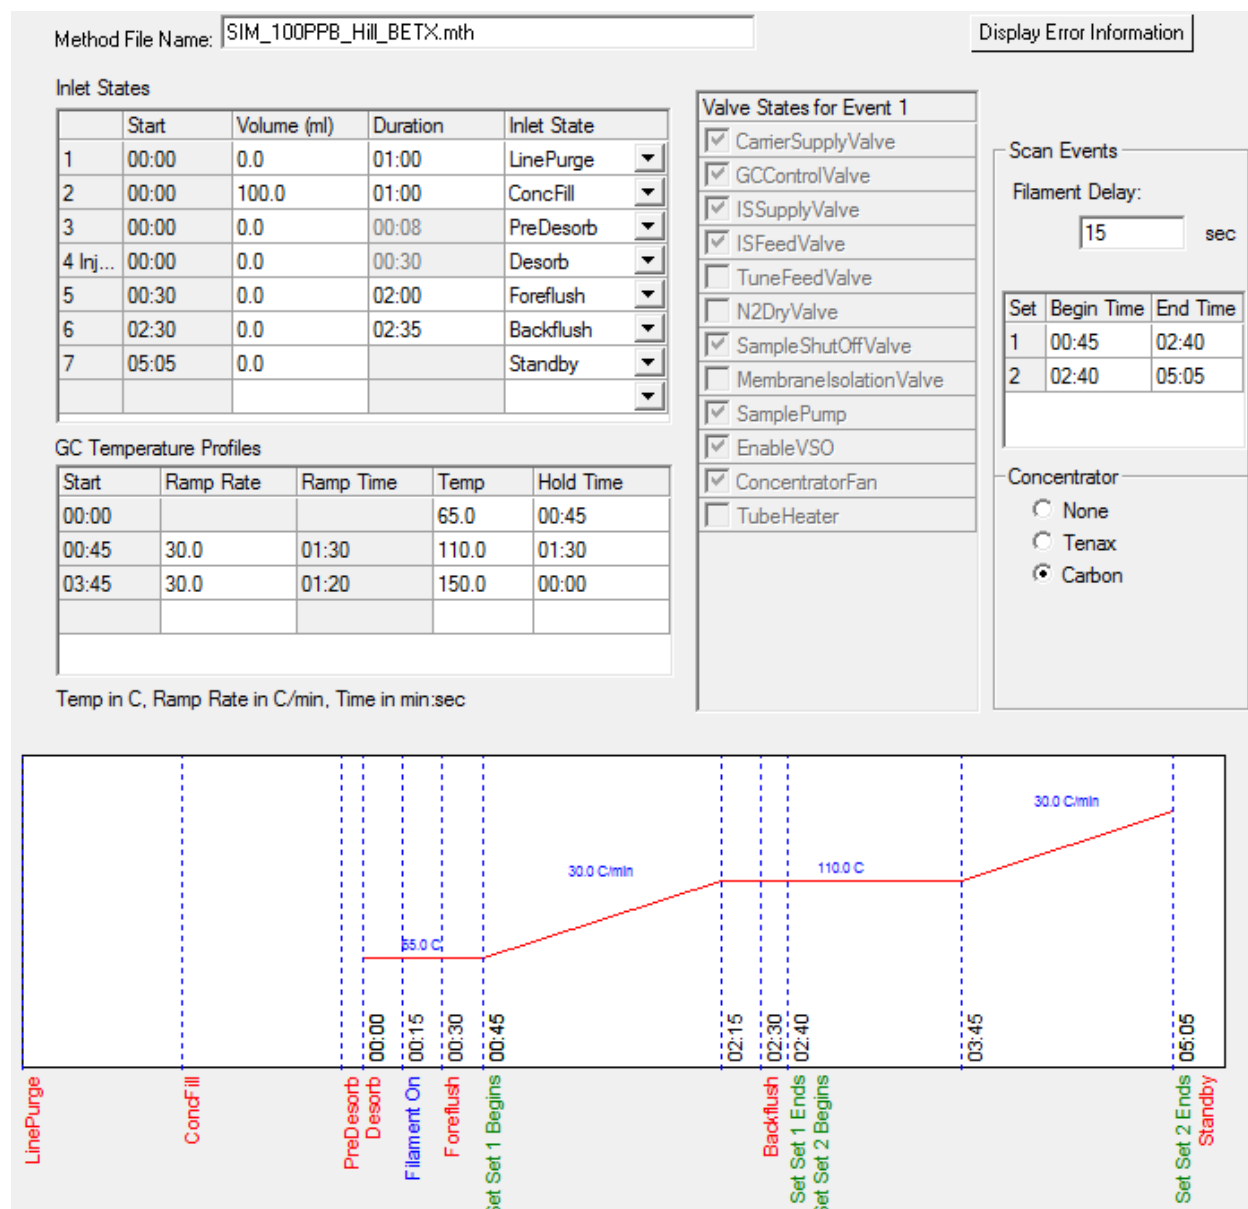 Method File Name: SIM_100PPB_Hill_BETX.mth
Display Error Information
Inlet States
Start Volume (ml) Duration Inlet State
1 00:00 0.0 01:00 LinePurge
2 00:00 100.0 01:00 ConcFill
3 00:00 0.0 00:08 PreDesorb
4 Inj... 00:00 0.0 00:30 Desorb
5 00:30 0.0 02:00 Foreflush
6 02:30 0.0 02:35 Backflush
7 05:05 0.0 Standby
GC Temperature Profiles
Start Ramp Rate Ramp Time Temp Hold Time
00:00 65.0 00:45
00:45 30.0 01:30 110.0 01:30
03:45 30.0 01:20 150.0 00:00
Temp in C, Ramp Rate in C/min, Time in min:sec
Valve States for Event 1
CarrierSupplyValve
GCControlValve
ISSupplyValve
ISFeedValve
TuneFeedValve
N2DryValve
SampleShutOffValve
MembraneIsolationValve
SamplePump
EnableVSO
ConcentratorFan
TubeHeater
Scan Events
Filament Delay:
15 sec
Set Begin Time End Time
1 00:45 02:40
2 02:40 05:05
Concentrator
None
Tenax
Carbon
65.0 C
30.0 C/min
110.0 C
30.0 C/min
00:00
00:15
00:30
00:45
02:15
02:30
02:40
03:45
05:05
LinePurge
ConcFill
PreDesorb
Desorb
Filament On
Foreflush
Set Set 1 Begins
Backflush
Set Set 1 Ends
Set Set 2 Begins
Set Set 2 Ends
Standby